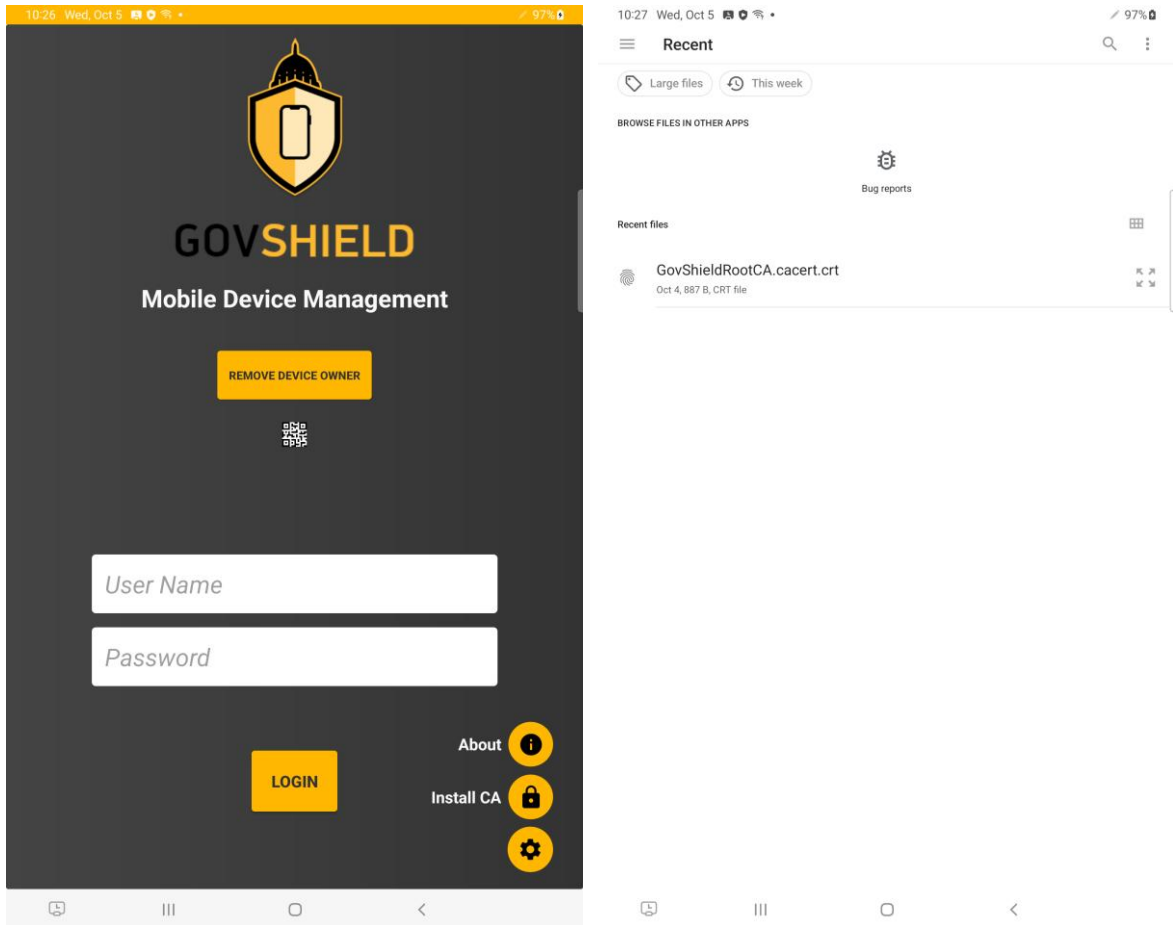 10:26 Wed, Oct 5
97%
GOVSHIELD
Mobile Device Management
REMOVE DEVICE OWNER
User Name
Password
About
LOGIN
Install CA
10:27 Wed, Oct 5
97%
Recent
Large files
This week
BROWSE FILES IN OTHER APPS
Bug reports
Recent files
GovShieldRootCA.cacert.crt
Oct 4, 887 B, CRT file